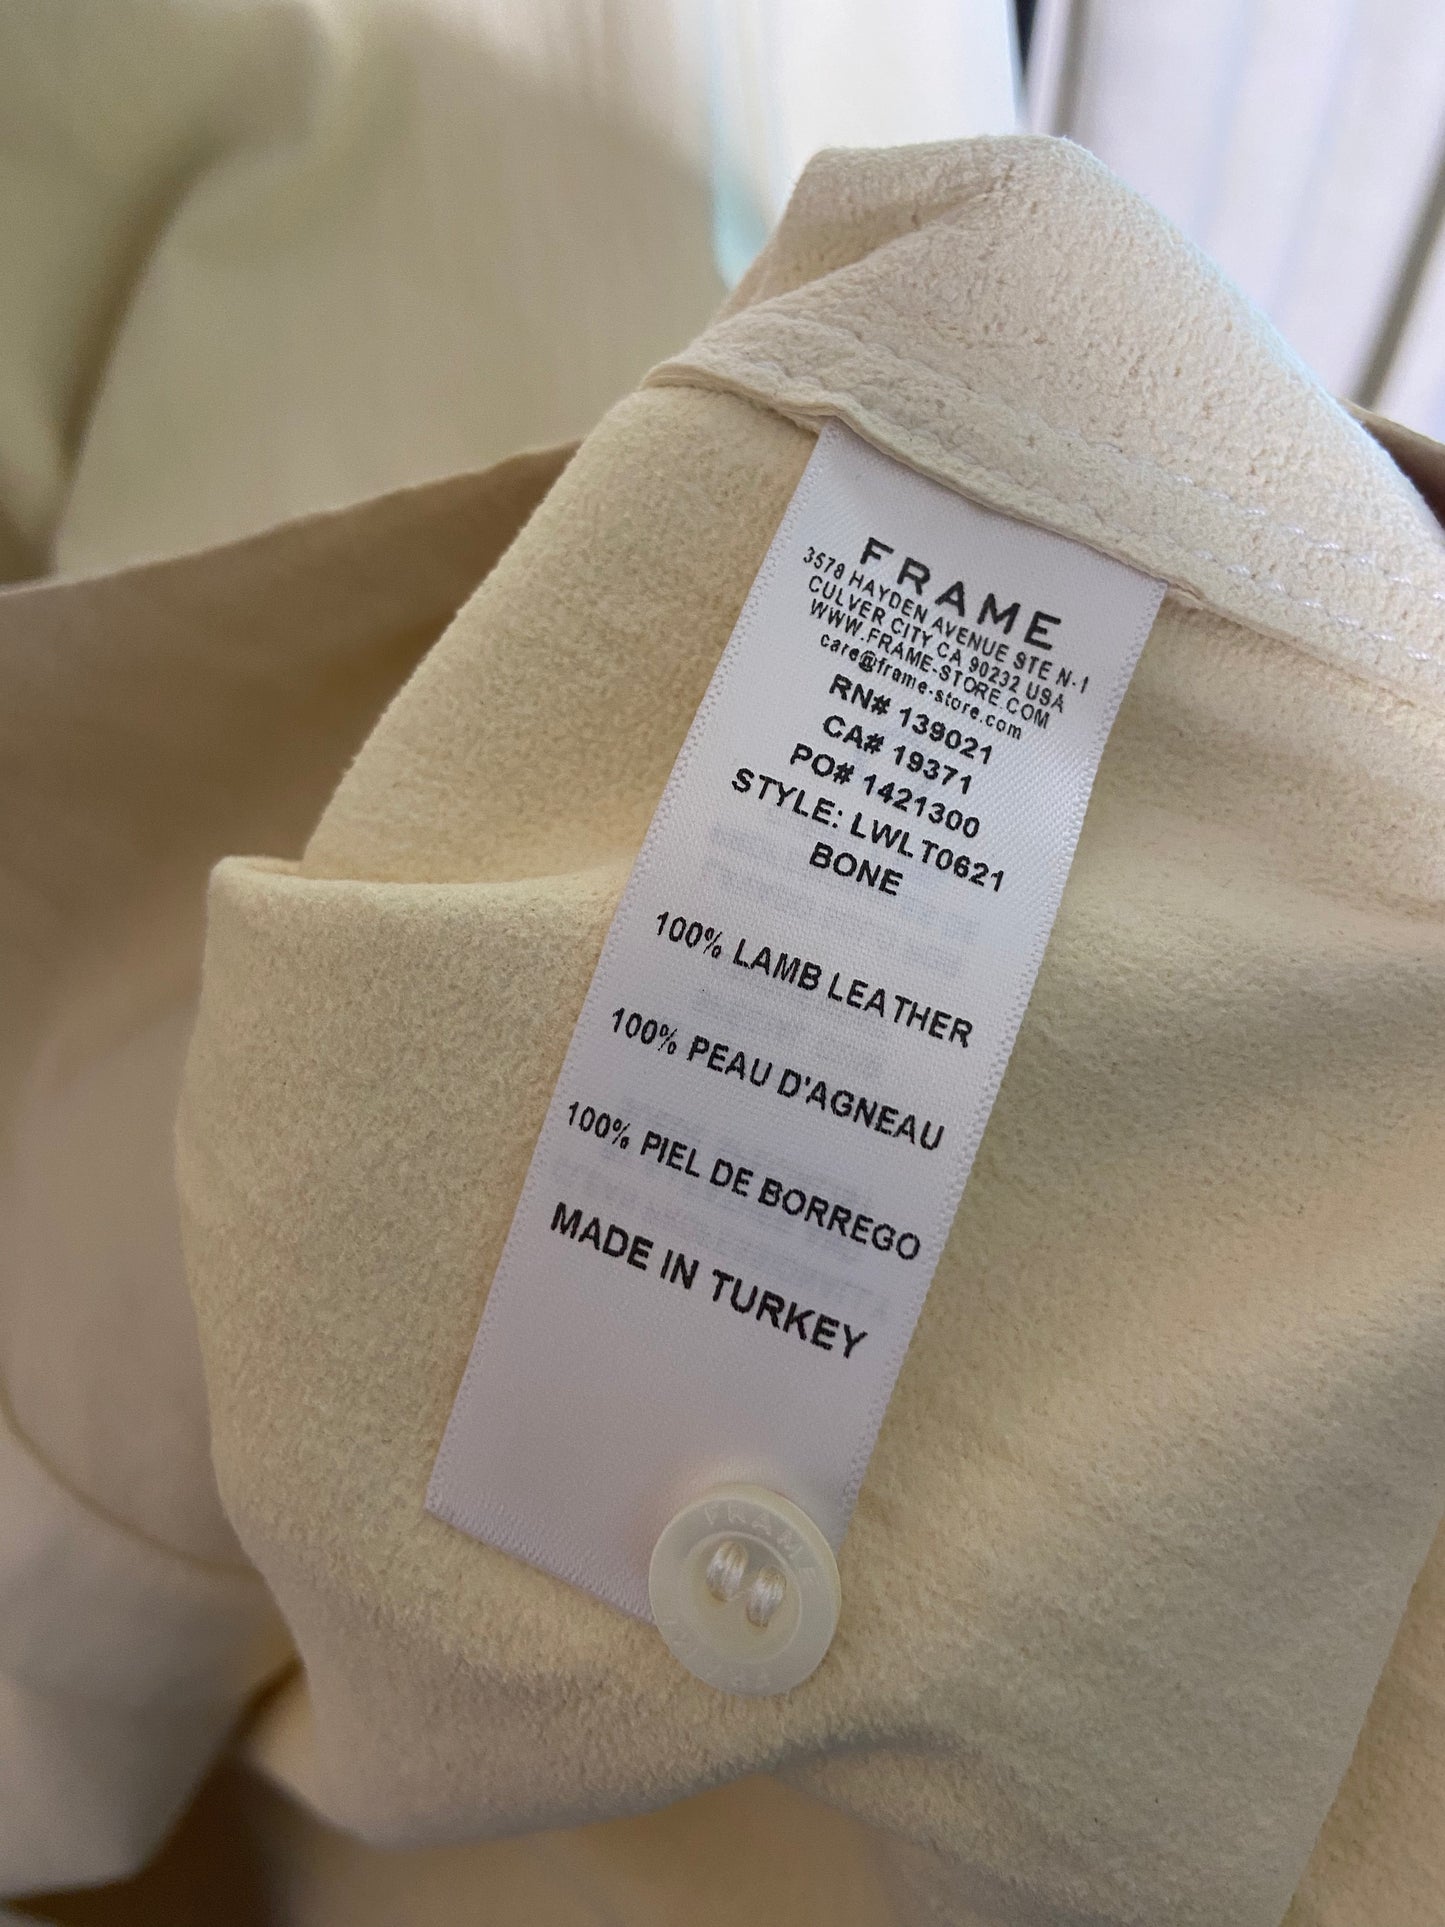 FRAME
3578 HAYDEN AVENUE STE N-1
CULVER CITY CA 90232 USA
WWW.FRAME-STORE.COM
care@frame-store.com
RN# 139021
CA# 19371
PO# 1421300
STYLE: LWLT0621
BONE
100% LAMB LEATHER
100% PEAU D'AGNEAU
100% PIEL DE BORREGO
MADE IN TURKEY
FRAME